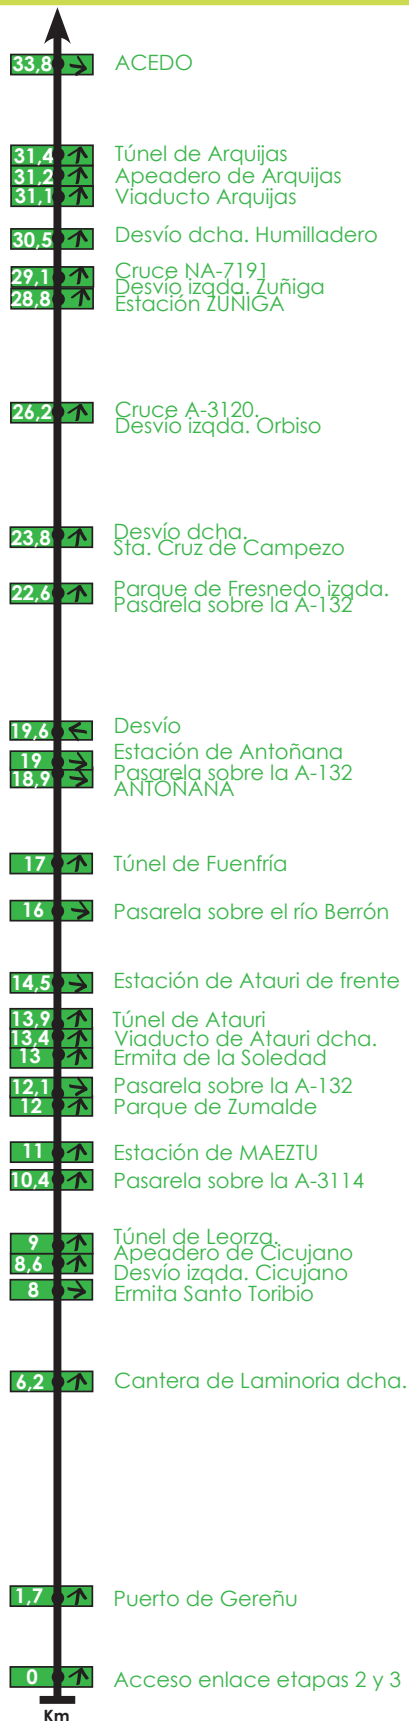 33,8 ACEDO
31,4 Túnel de Arquijas
31,2 Apeadero de Arquijas
31,1 Viaducto Arquijas
30,5 Desvío dcha. Humilladero
29,1 Cruce NA-7191
Desvío izqda. Zuñiga
28,8 Estación ZUÑIGA
26,2 Cruce A-3120.
Desvío izqda. Orbiso
23,8 Desvío dcha.
Sta. Cruz de Campezo
22,6 Parque de Fresnedo izqda.
Pasarela sobre la A-132
19,6 Desvío
19 Estación de Antoñana
18,9 Pasarela sobre la A-132
ANTOÑANA
17 Túnel de Fuenfría
16 Pasarela sobre el río Berrón
14,5 Estación de Atauri de frente
13,9 Túnel de Atauri
13,4 Viaducto de Atauri dcha.
13 Ermita de la Soledad
12,1 Pasarela sobre la A-132
12 Parque de Zumalde
11 Estación de MAEZTU
10,4 Pasarela sobre la A-3114
9 Túnel de Leorza.
Apeadero de Cicujano
8,6 Desvío izqda. Cicujano
8 Ermita Santo Toribio
6,2 Cantera de Laminoria dcha.
1,7 Puerto de Gereñu
0 Acceso enlace etapas 2 y 3
Km